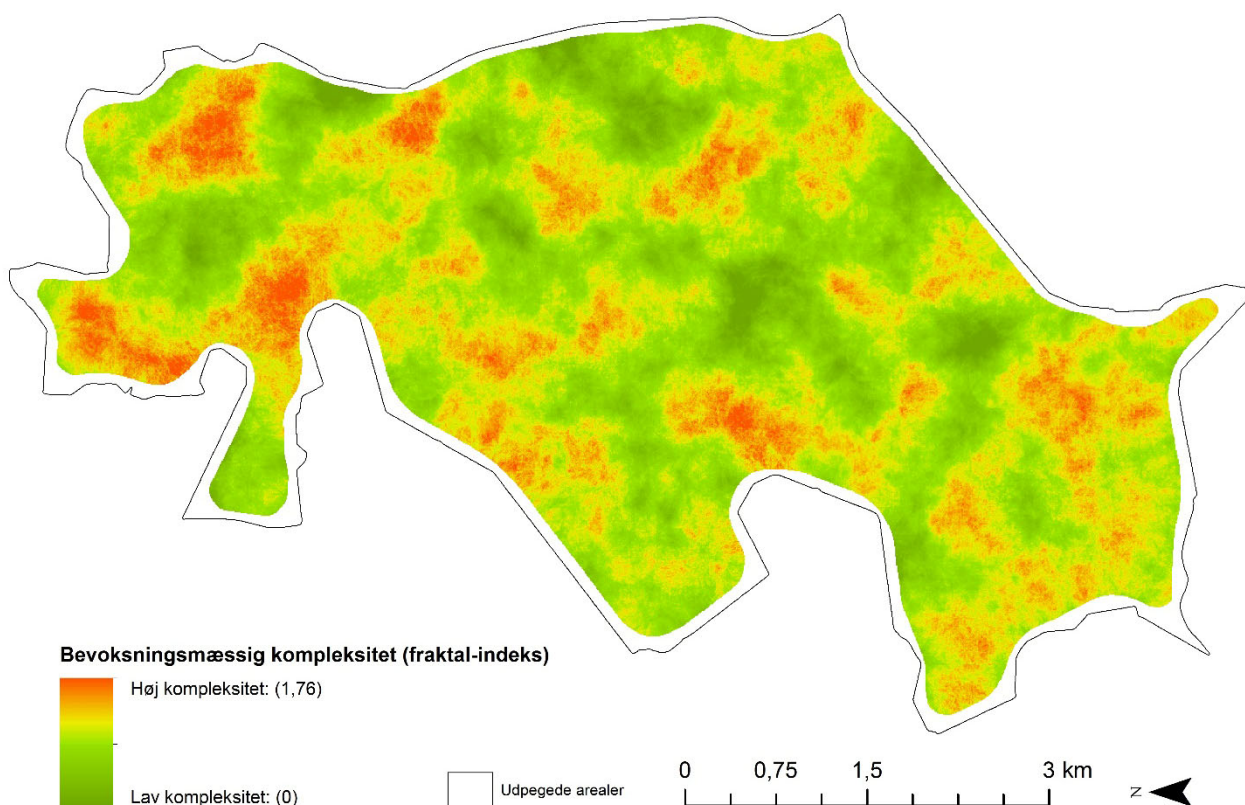 Bevoksningsmæssig kompleksitet (fraktal-indeks)
Høj kompleksitet: (1,76)
Lav kompleksitet: (0)
Udpegede arealer
0 0,75 1,5 3 km
N